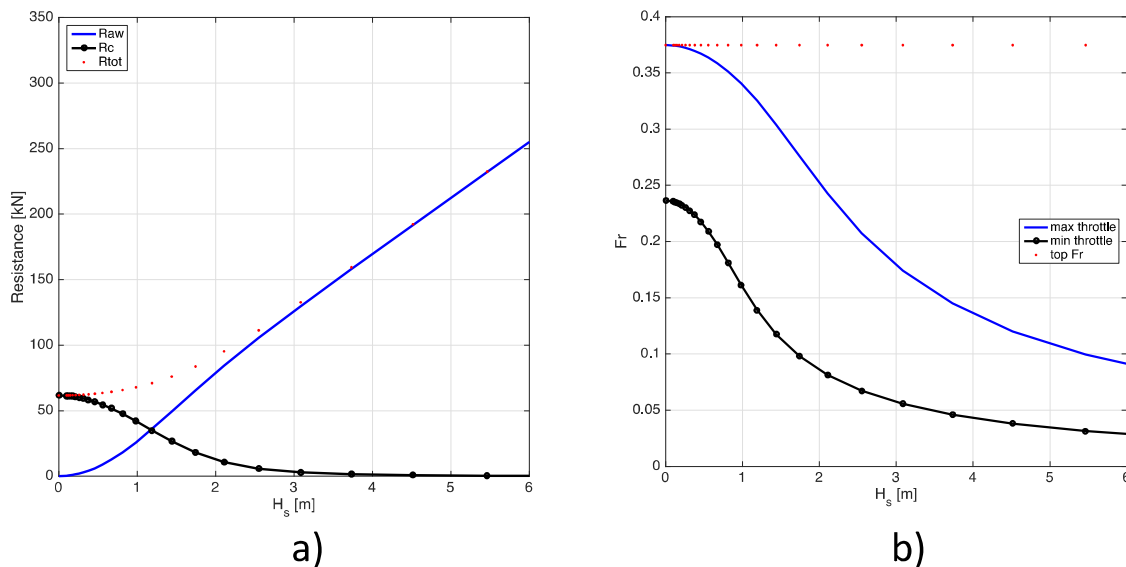 350
300
250
200
150
100
50
0
Resistance [kN]
Raw
Rc
Rtot
0 1 2 3 4 5 6
H_s [m]
a)
0.4
0.35
0.3
0.25
0.2
0.15
0.1
0.05
0
Fr
max throttle
min throttle
top Fr
0 1 2 3 4 5 6
H_s [m]
b)